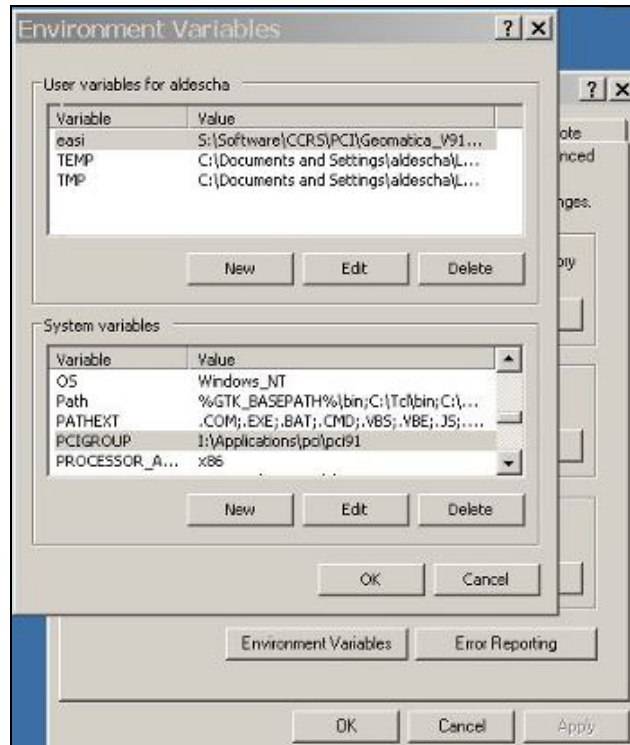 Environment Variables
? X
User variables for aldescha
Variable Value
easi S:\Software\CCRS\PCI\Geomatica_V91...
TEMP C:\Documents and Settings\aldescha\L...
TMP C:\Documents and Settings\aldescha\L...
New Edit Delete
System variables
Variable Value
OS Windows_NT
Path %GTK_BASEPATH%\bin;C:\Tcl\bin;C:\...
PATHEXT .COM;.EXE;.BAT;.CMD;.VBS;.VBE;.JS;....
PCIGROUP I:\Applications\pci\pci91
PROCESSOR_A... x86
New Edit Delete
OK Cancel
? X
ote
nced
nges.
ory
Environment Variables Error Reporting
OK Cancel Apply